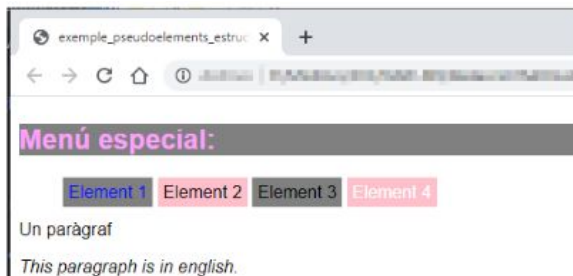 exemple_pseudoelements_estruc
Menú especial:
Element 1 Element 2 Element 3 Element 4
Un paràgraf
This paragraph is in english.